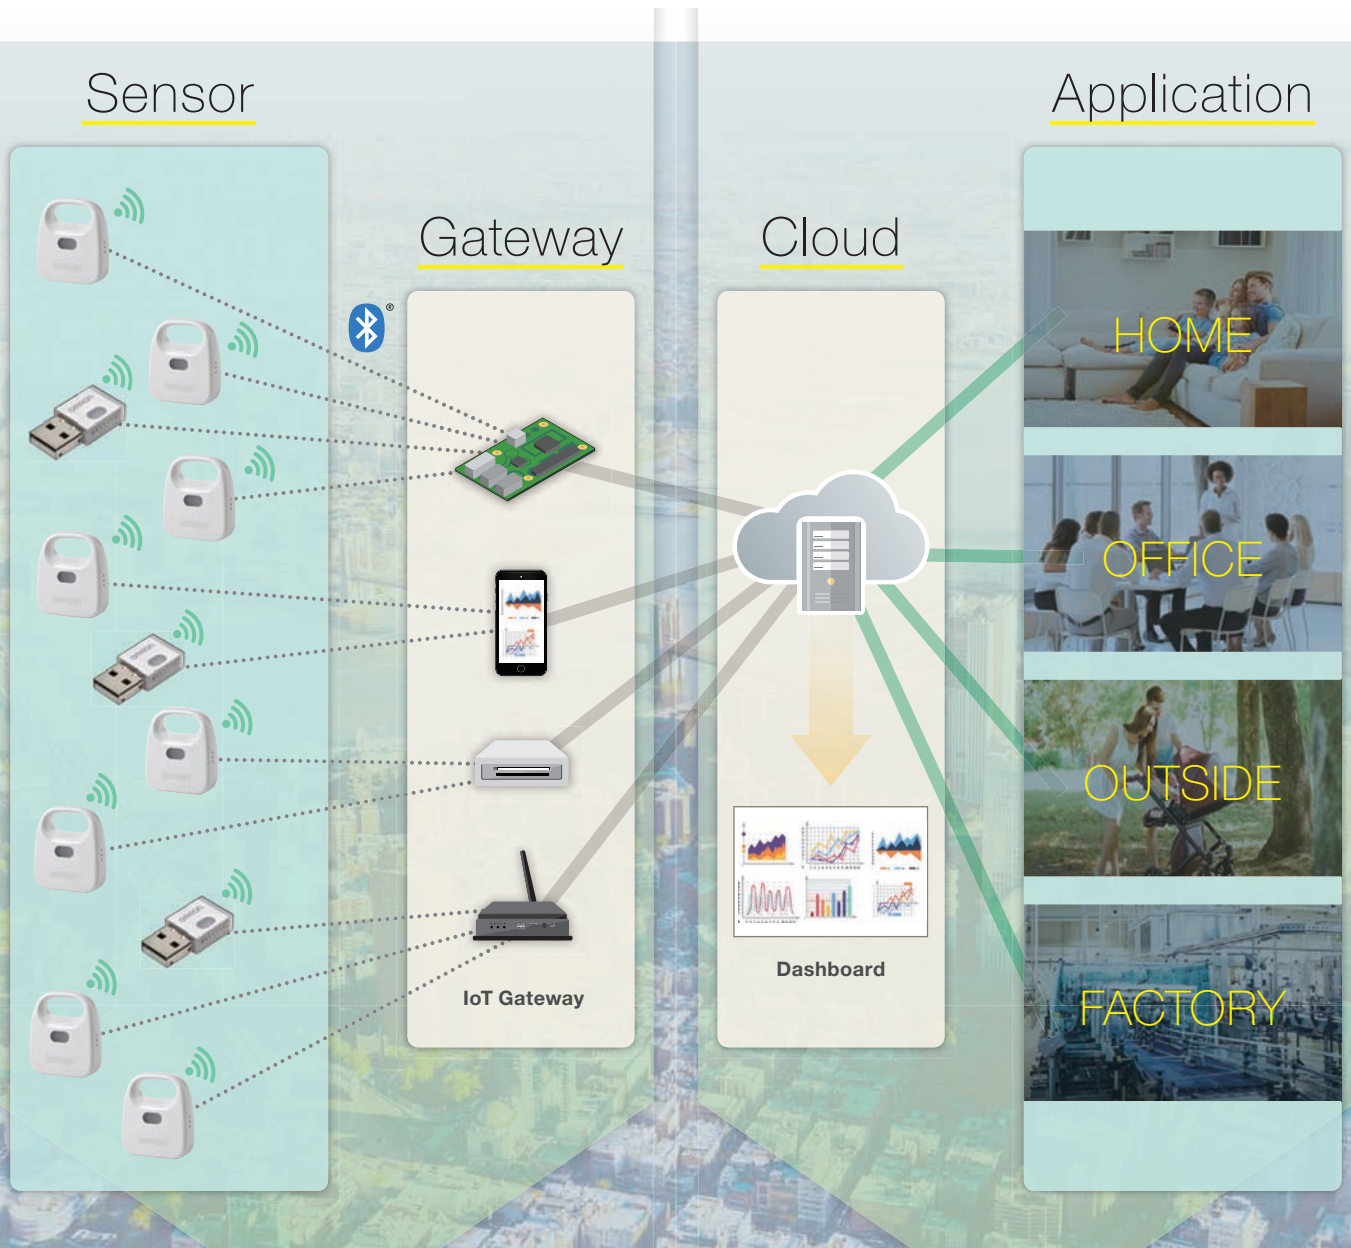 Sensor
Application
Gateway
Cloud
®
HOME
OFFICE
OUTSIDE
FACTORY
Dashboard
IoT Gateway